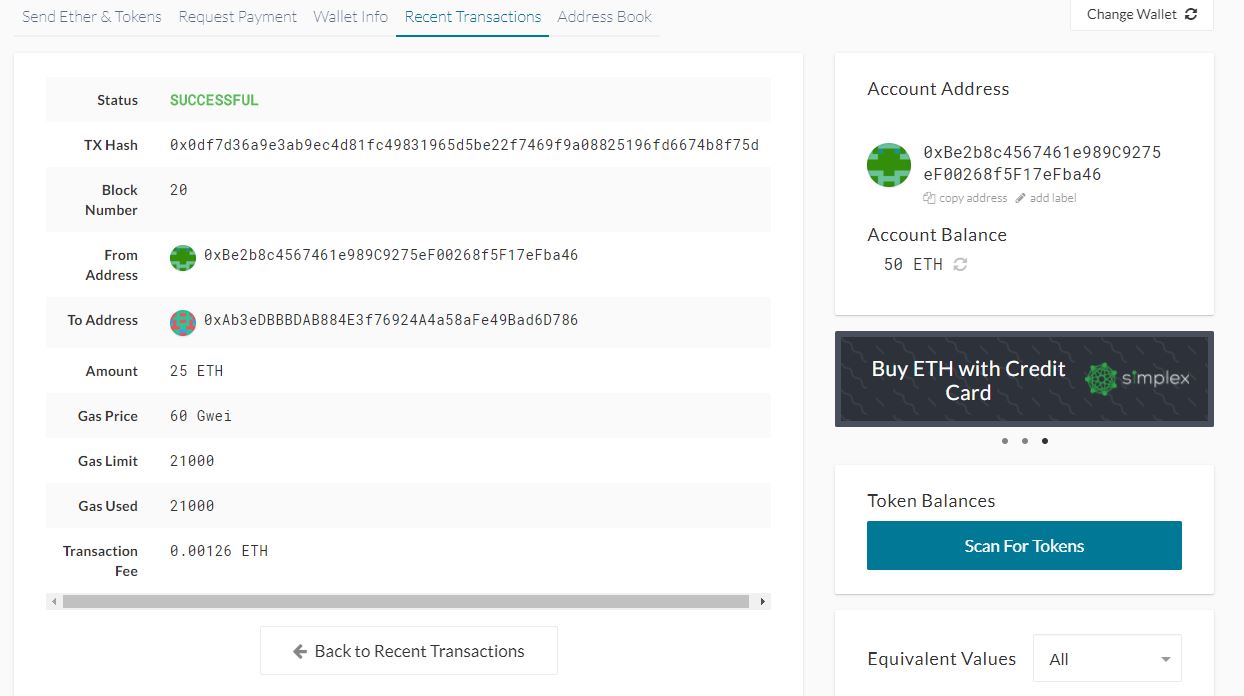 Send Ether & Tokens Request Payment Wallet Info Recent Transactions Address Book
Change Wallet
Status SUCCESSFUL
TX Hash 0x0df7d36a9e3ab9ec4d81fc49831965d5be22f7469f9a08825196fd6674b8f75d
Block
Number 20
From
Address 0xBe2b8c4567461e989C9275eF00268f5F17eFba46
To Address 0xAb3eDBBBDAB884E3f76924A4a58aFe49Bad6D786
Amount 25 ETH
Gas Price 60 Gwei
Gas Limit 21000
Gas Used 21000
Transaction
Fee 0.00126 ETH
Back to Recent Transactions
Account Address
0xBe2b8c4567461e989C9275
eF00268f5F17eFba46
copy address add label
Account Balance
50 ETH
Buy ETH with Credit
Card
simplex
Token Balances
Scan For Tokens
Equivalent Values All